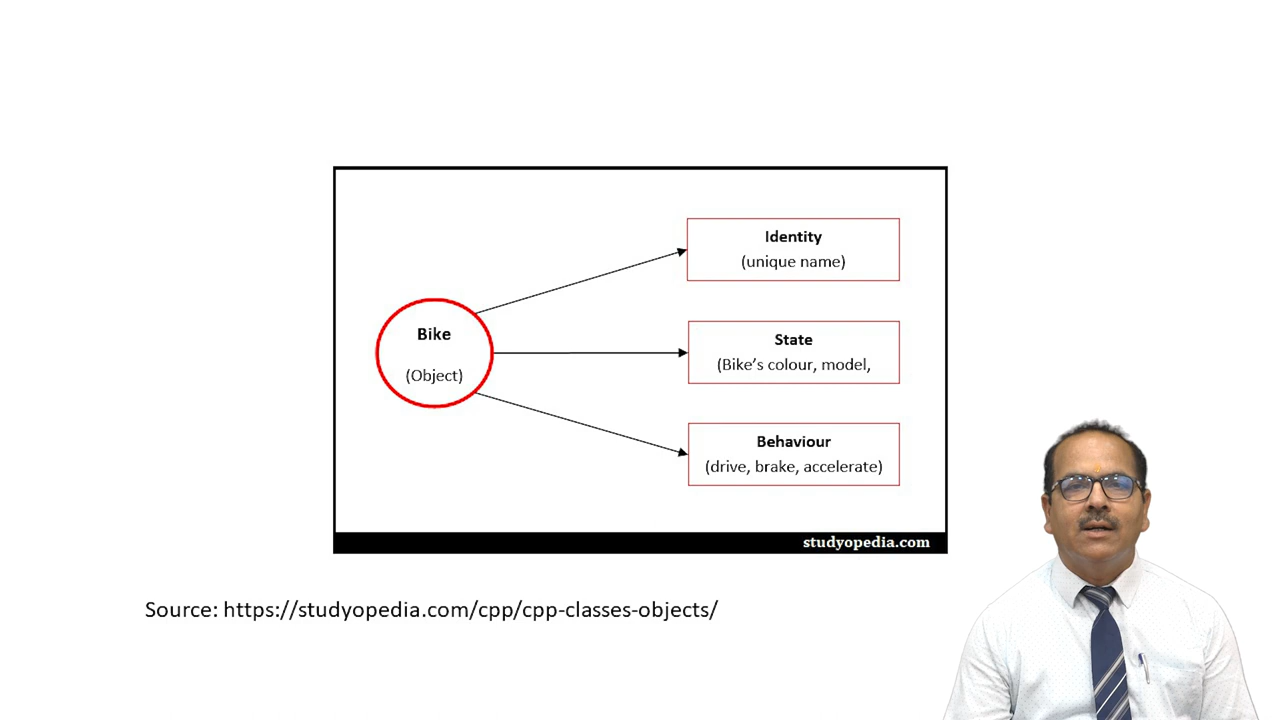 Bike
(Object)
Identity
(unique name)
State
(Bike's colour, model,
Behaviour
(drive, brake, accelerate)
studyopedia.com
Source: https://studyopedia.com/cpp/cpp-classes-objects/